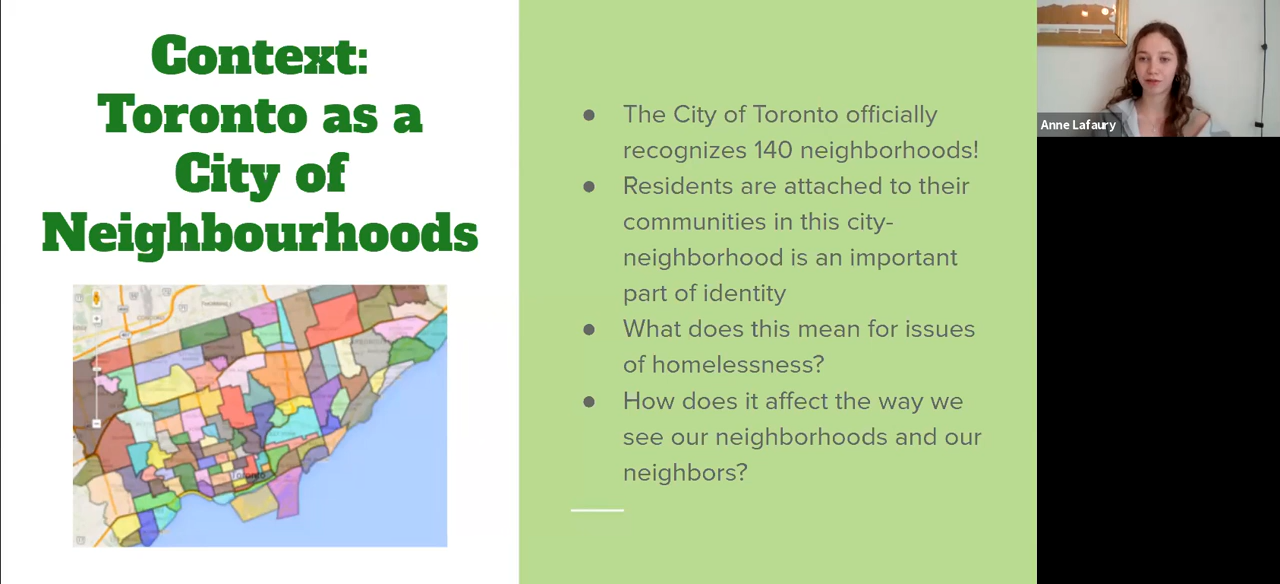 Context:
Toronto as a
City of
Neighbourhoods
Toronto
● The City of Toronto officially
recognizes 140 neighborhoods!
● Residents are attached to their
communities in this city-
neighborhood is an important
part of identity
● What does this mean for issues
of homelessness?
● How does it affect the way we
see our neighborhoods and our
neighbors?
Anne Lafaury